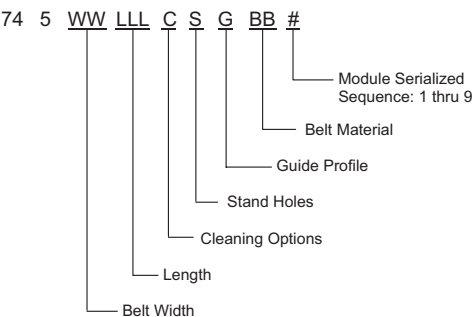 74 5 WW LLL C S G BB #
Module Serialized
Sequence: 1 thru 9
Belt Material
Guide Profile
Stand Holes
Cleaning Options
Length
Belt Width